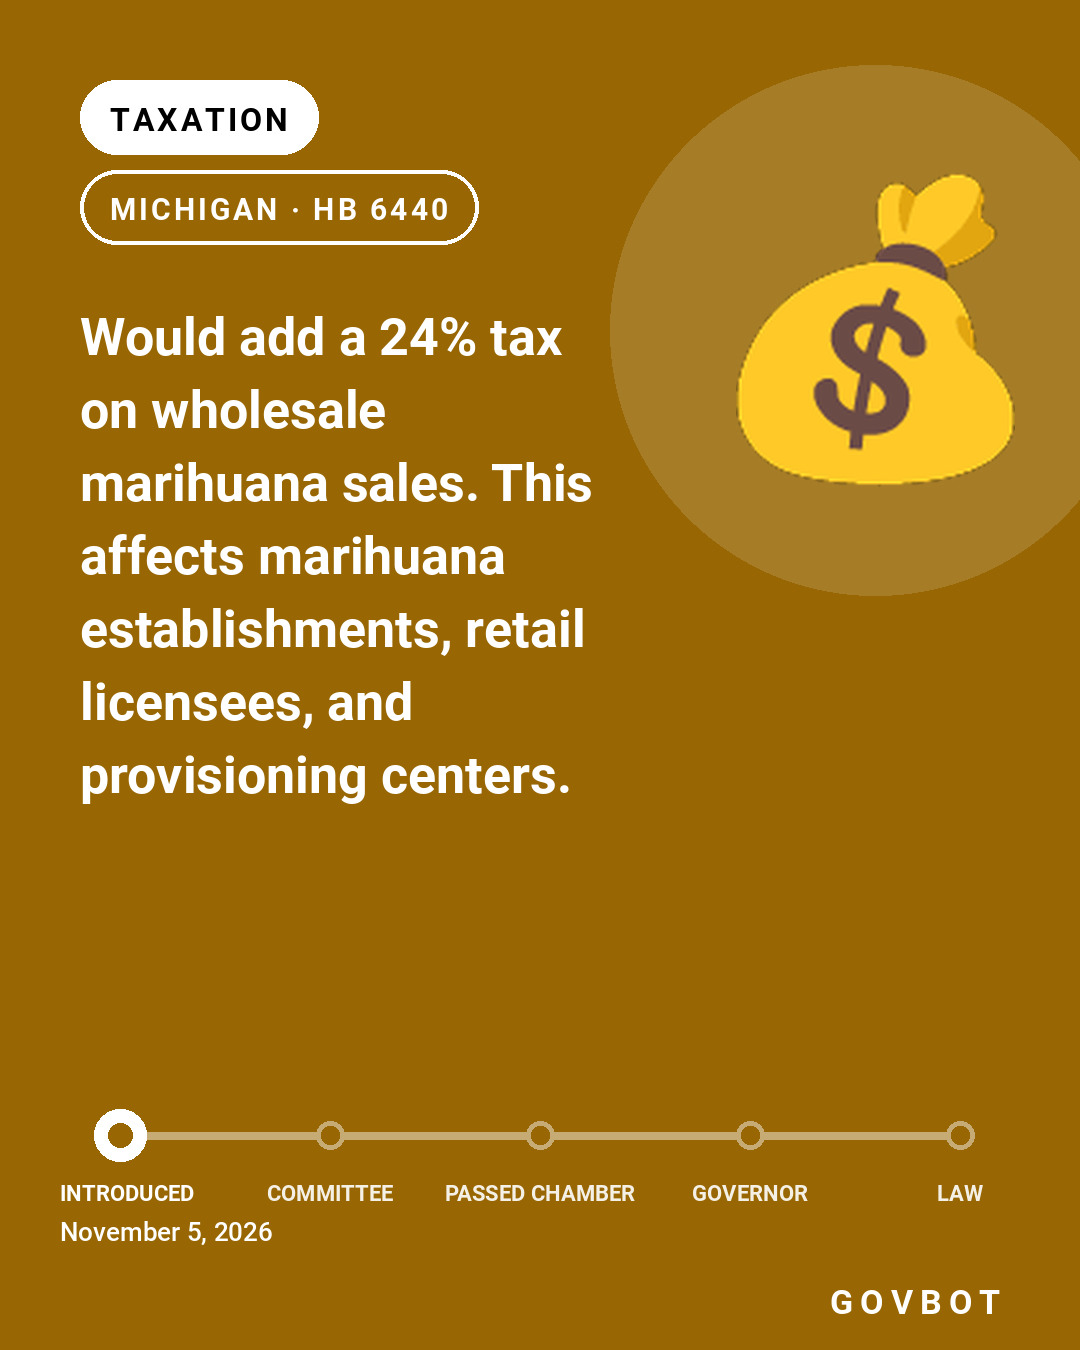 TAXATION
MICHIGAN · HB 6440
Would add a 24% tax
on wholesale
marihuana sales. This
affects marihuana
establishments, retail
licensees, and
provisioning centers.
$
INTRODUCED
COMMITTEE
PASSED CHAMBER
GOVERNOR
LAW
November 5, 2026
GOVBOT